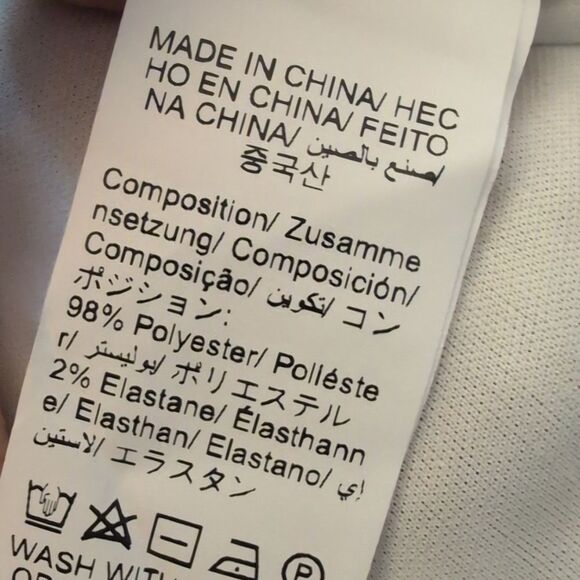 MADE IN CHINA/ HEC
HO EN CHINA/ FEITO
NA CHINA/ صنع بالصين/
중국산
Composition/ Zusamme
nsetzung/ Composición/
Composição/ تكوين/ コン
ポジション:
98% Polyester/ Poliéste
r/ بوليستر/ ポリエステル
2% Elastane/ Élasthann
e/ Elasthan/ Elastano/ إي
لاستين/ エラスタン
P
WASH WITH